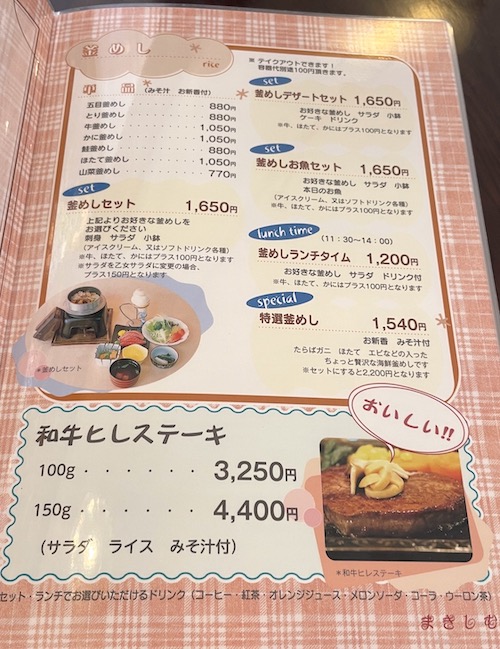 釜めし
rice
単品 (みそ汁 お新香付)
五目釜めし 880円
とり釜めし 880円
牛釜めし 1,050円
かに釜めし 1,050円
鮭釜めし 880円
ほたて釜めし 1,050円
山菜釜めし 770円
set
釜めしセット 1,650円
上記よりお好きな釜めしを
お選びください
刺身 サラダ 小鉢
(アイスクリーム、又はソフトドリンク各種)
※牛、ほたて、かにはプラス100円となります
※サラダを乙女サラダに変更の場合、
プラス150円となります
*釜めしセット
※ テイクアウトできます!
容器代別途100円頂きます。
set
釜めしデザートセット 1,650円
お好きな釜めし サラダ 小鉢
ケーキ ドリンク
※牛、ほたて、かにはプラス100円となります
set
釜めしお魚セット 1,650円
お好きな釜めし サラダ 小鉢
本日のお魚
(アイスクリーム、又はソフトドリンク各種)
※牛、ほたて、かにはプラス100円となります
lunch time (11:30~14:00)
釜めしランチタイム 1,200円
お好きな釜めし サラダ ドリンク付
※牛、ほたて、かにはプラス100円となります
special
特選釜めし 1,540円
お新香 みそ汁付
たらばガニ ほたて エビなどの入った
ちょっと贅沢な海鮮釜めしです
※セットにすると2,200円となります
おいしい!!
和牛ヒレステーキ
100g・・・・・・3,250円
150g・・・・・・4,400円
(サラダ ライス みそ汁付)
*和牛ヒレステーキ
セット・ランチでお選びいただけるドリンク(コーヒー・紅茶・オレンジジュース・メロンソーダ・コーラ・ウーロン茶)
まきしむ